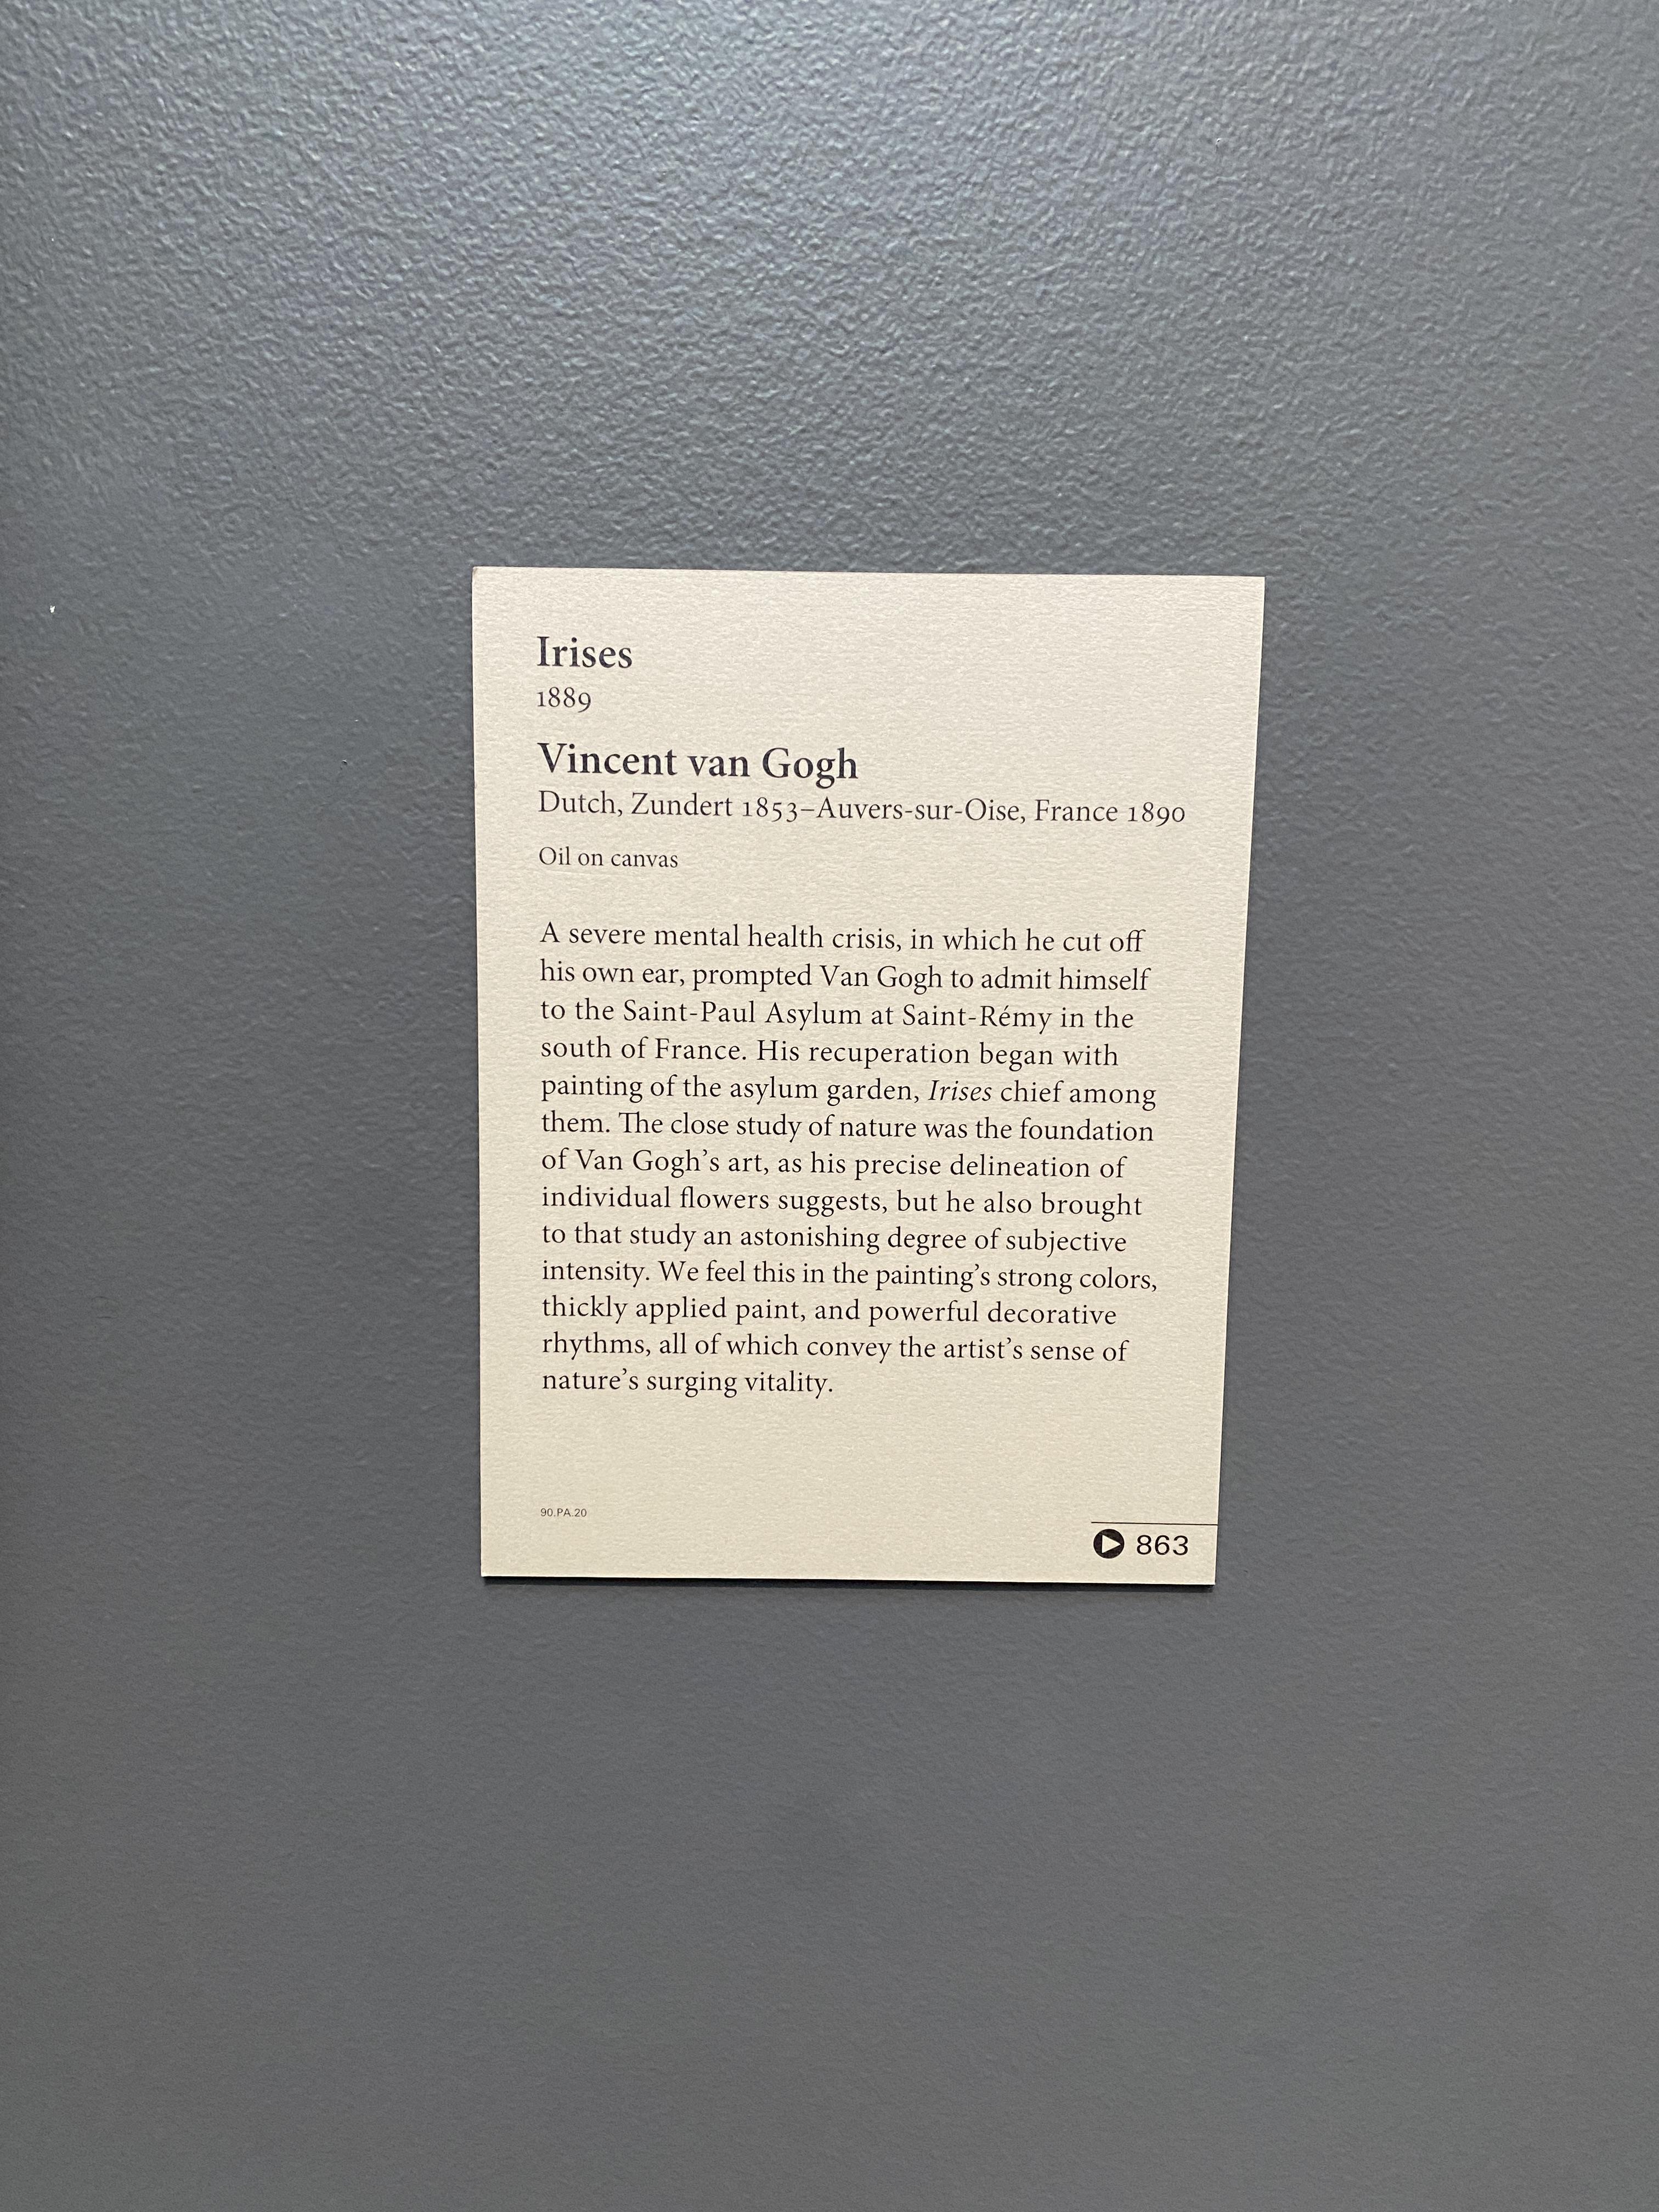 Irises
1889
Vincent van Gogh
Dutch, Zundert 1853–Auvers-sur-Oise, France 1890
Oil on canvas
A severe mental health crisis, in which he cut off
his own ear, prompted Van Gogh to admit himself
to the Saint-Paul Asylum at Saint-Rémy in the
south of France. His recuperation began with
painting of the asylum garden, Irises chief among
them. The close study of nature was the foundation
of Van Gogh’s art, as his precise delineation of
individual flowers suggests, but he also brought
to that study an astonishing degree of subjective
intensity. We feel this in the painting’s strong colors,
thickly applied paint, and powerful decorative
rhythms, all of which convey the artist’s sense of
nature’s surging vitality.
90.PA.20
863